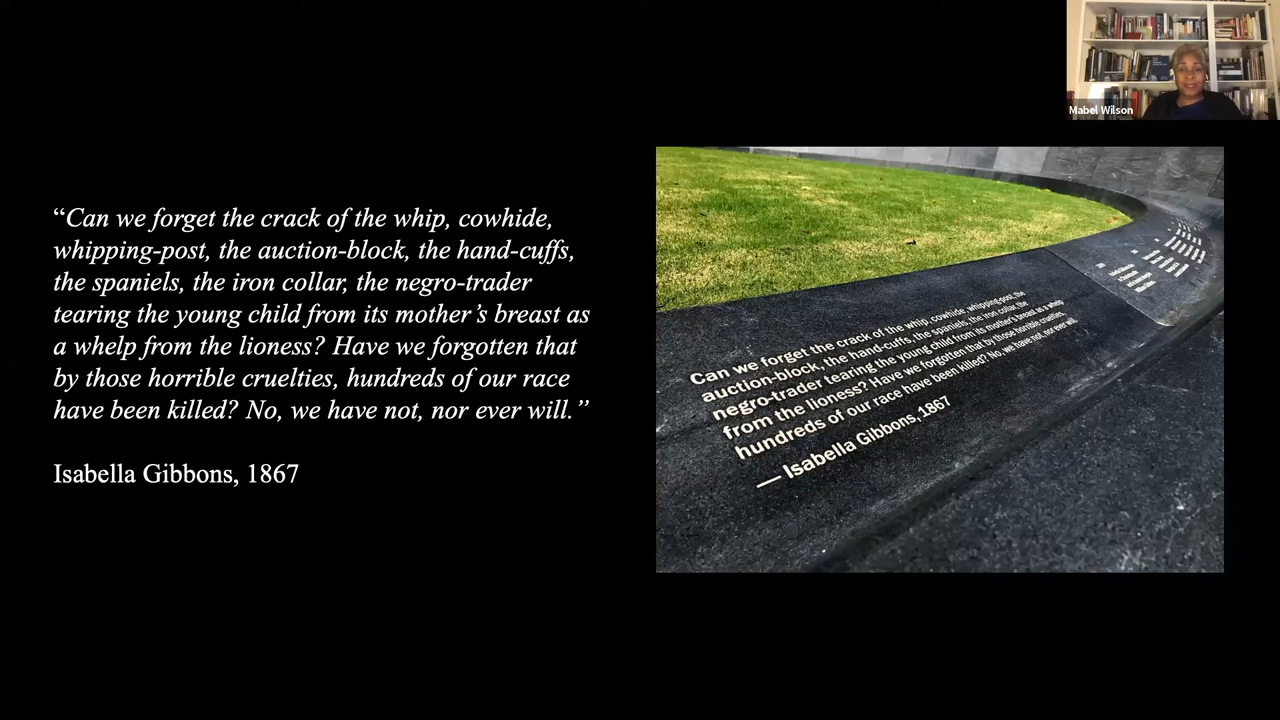 Mabel Wilson
“Can we forget the crack of the whip, cowhide,
whipping-post, the auction-block, the hand-cuffs,
the spaniels, the iron collar, the negro-trader
tearing the young child from its mother’s breast as
a whelp from the lioness? Have we forgotten that
by those horrible cruelties, hundreds of our race
have been killed? No, we have not, nor ever will.”
Isabella Gibbons, 1867
Can we forget the crack of the whip, cowhide, whipping-post, the
auction-block, the hand-cuffs, the spaniels, the iron collar, the
negro-trader tearing the young child from its mother's breast as a whelp
from the lioness? Have we forgotten that by those horrible cruelties
hundreds of our race have been killed? No, we have not, nor ever will.
— Isabella Gibbons, 1867